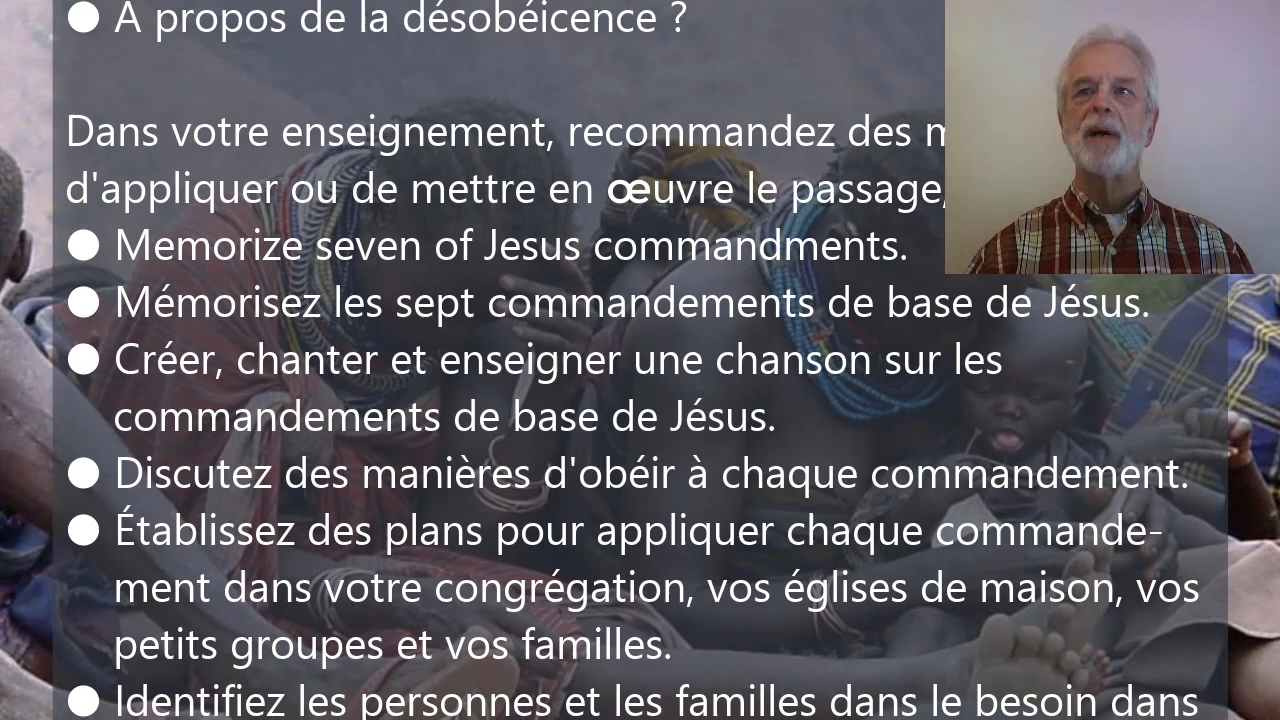 ● À propos de la désobéicence ?
Dans votre enseignement, recommandez des
d'appliquer ou de mettre en œuvre le passage,
● Memorize seven of Jesus commandments.
● Mémorisez les sept commandements de base de Jésus.
● Créer, chanter et enseigner une chanson sur les
commandements de base de Jésus.
● Discutez des manières d'obéir à chaque commandement.
● Établissez des plans pour appliquer chaque commande-
ment dans votre congrégation, vos églises de maison, vos
petits groupes et vos familles.
● Identifiez les personnes et les familles dans le besoin dans